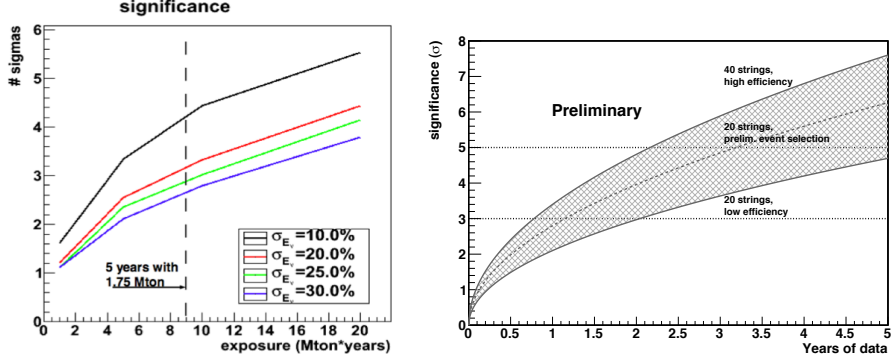 significance
# sigmas
6
5
4
3
2
1
0
5 years with
1.75 Mton
σEν=10.0%
σEν=20.0%
σEν=25.0%
σEν=30.0%
0 2 4 6 8 10 12 14 16 18 20
exposure (Mton*years)
significance (σ)
8
7
6
5
4
3
2
1
0
Preliminary
40 strings,
high efficiency
20 strings,
prelim. event selection
20 strings,
low efficiency
0 0.5 1 1.5 2 2.5 3 3.5 4 4.5 5
Years of data